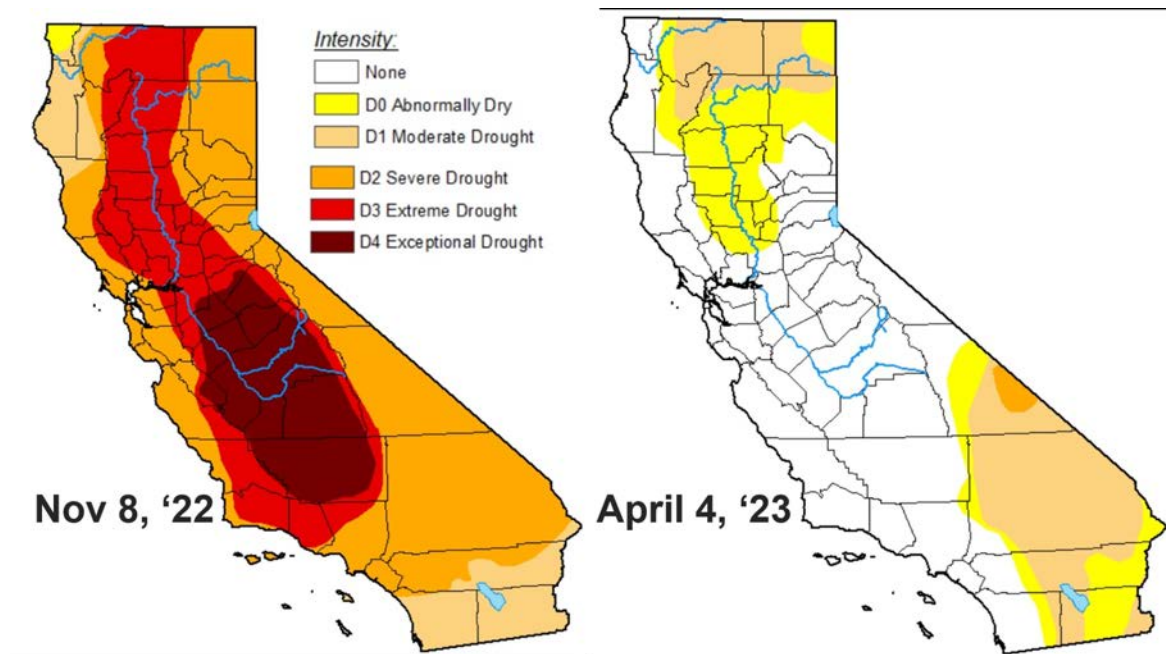 Intensity:
None
D0 Abnormally Dry
D1 Moderate Drought
D2 Severe Drought
D3 Extreme Drought
D4 Exceptional Drought
Nov 8, ‘22
April 4, ‘23